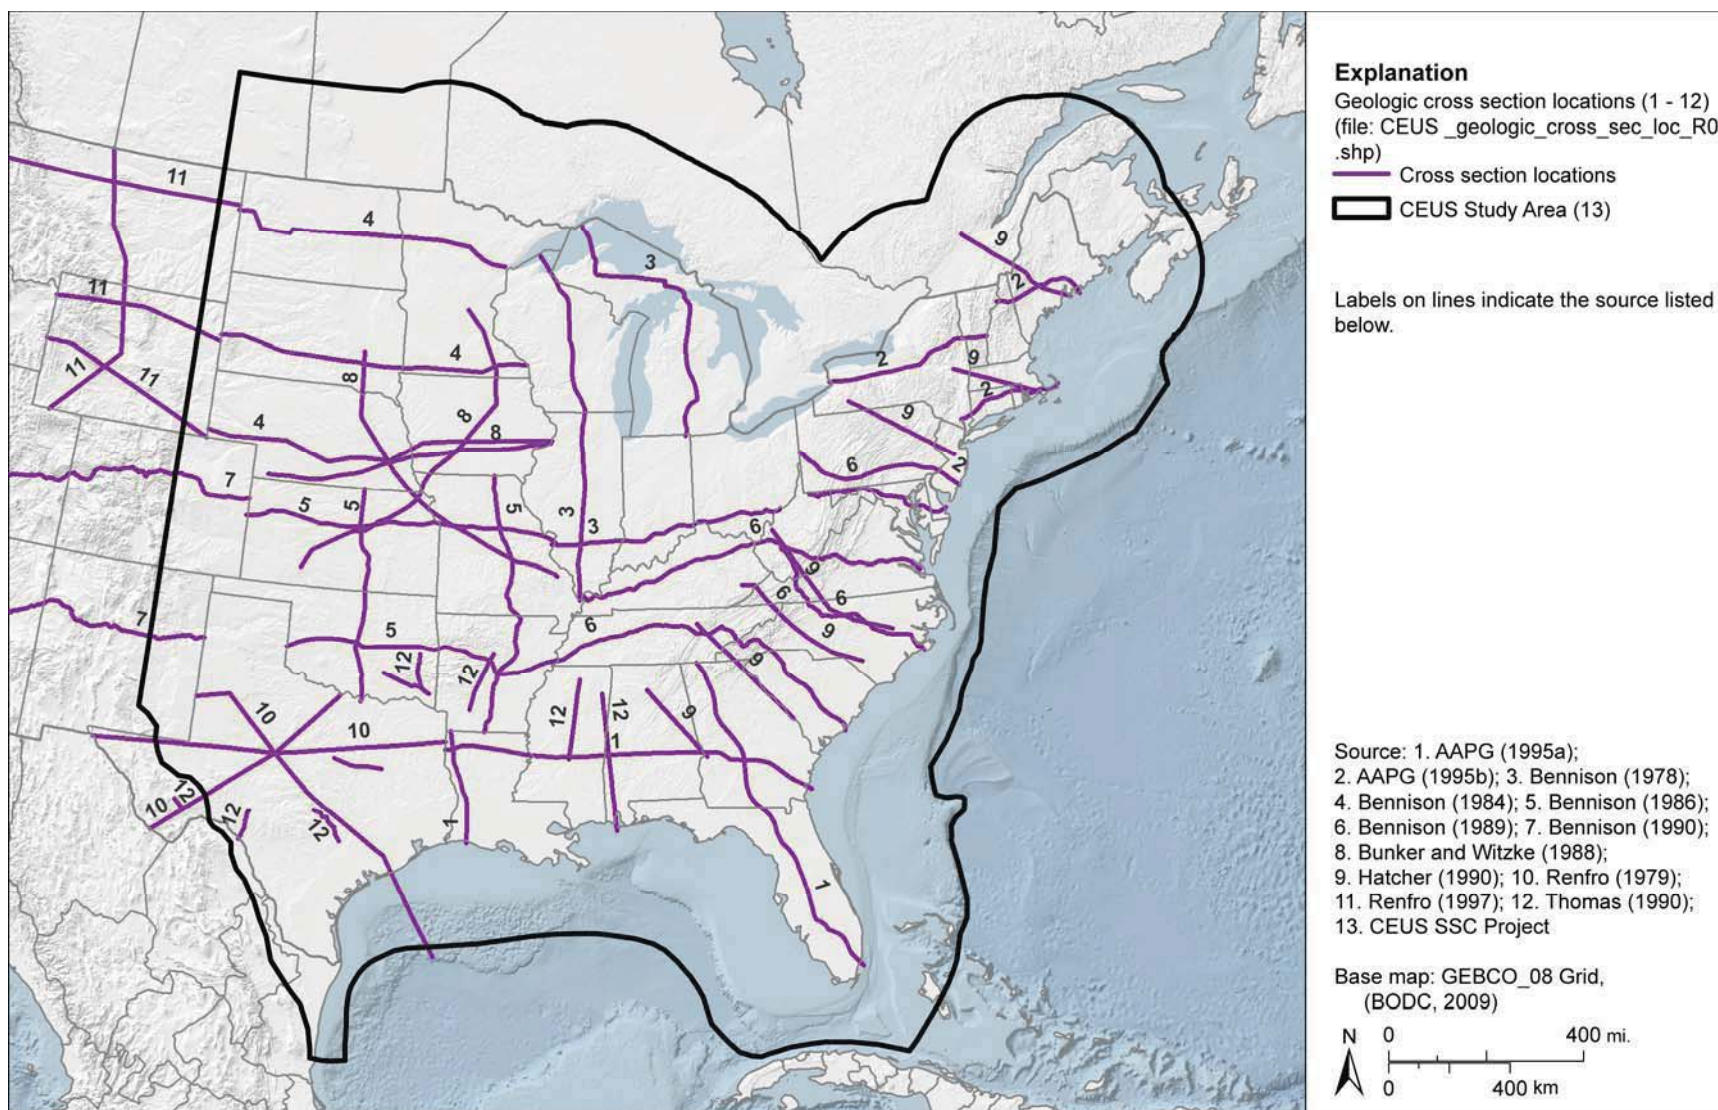 11
4
11
11
11
4
8
8
8
4
7
5
5
5
3
3
3
7
5
12
12
10
10
10
12
12
12
12
12
1
1
1
9
6
6
6
6
6
9
9
9
9
9
9
2
2
2
2
Explanation
Geologic cross section locations (1 - 12)
(file: CEUS _geologic_cross_sec_loc_R0
.shp)
Cross section locations
CEUS Study Area (13)
Labels on lines indicate the source listed
below.
Source: 1. AAPG (1995a);
2. AAPG (1995b); 3. Bennison (1978);
4. Bennison (1984); 5. Bennison (1986);
6. Bennison (1989); 7. Bennison (1990);
8. Bunker and Witzke (1988);
9. Hatcher (1990); 10. Renfro (1979);
11. Renfro (1997); 12. Thomas (1990);
13. CEUS SSC Project
Base map: GEBCO_08 Grid,
(BODC, 2009)
N
0 400 mi.
0 400 km